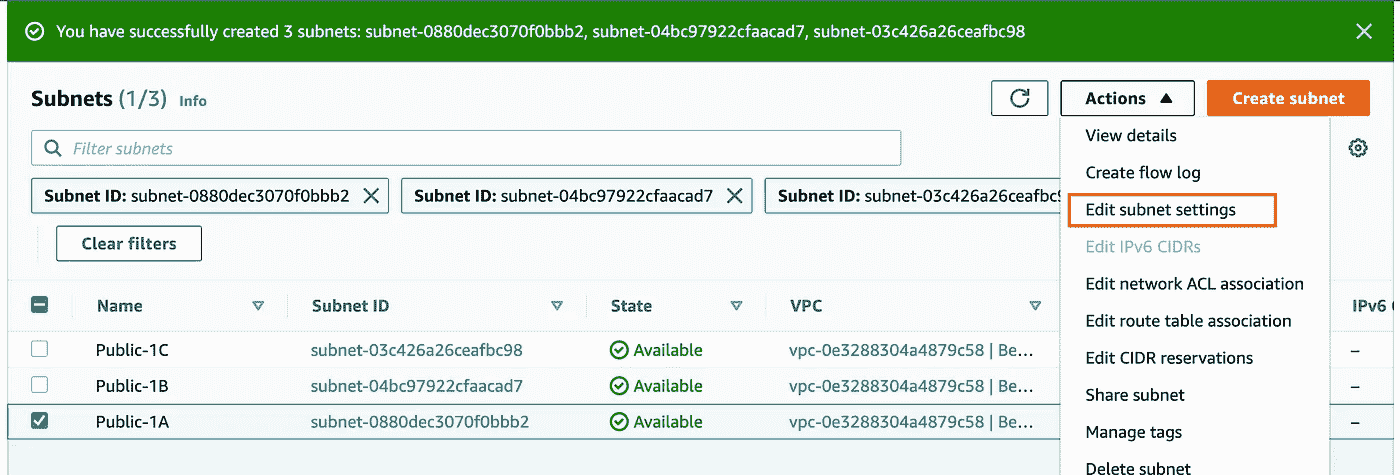 You have successfully created 3 subnets: subnet-0880dec3070f0bbb2, subnet-04bc97922cfaacad7, subnet-03c426a26ceafbc98
Subnets (1/3) Info
Actions
Create subnet
Filter subnets
Subnet ID: subnet-0880dec3070f0bbb2
Subnet ID: subnet-04bc97922cfaacad7
Subnet ID: subnet-03c426a26ceafbc9
Clear filters
View details
Create flow log
Edit subnet settings
Edit IPv6 CIDRs
Edit network ACL association
Edit route table association
Edit CIDR reservations
Share subnet
Manage tags
Delete subnet
Name Subnet ID State VPC IPv6
Public-1C subnet-03c426a26ceafbc98 Available vpc-0e3288304a4879c58 | Be... –
Public-1B subnet-04bc97922cfaacad7 Available vpc-0e3288304a4879c58 | Be... –
Public-1A subnet-0880dec3070f0bbb2 Available vpc-0e3288304a4879c58 | Be... –